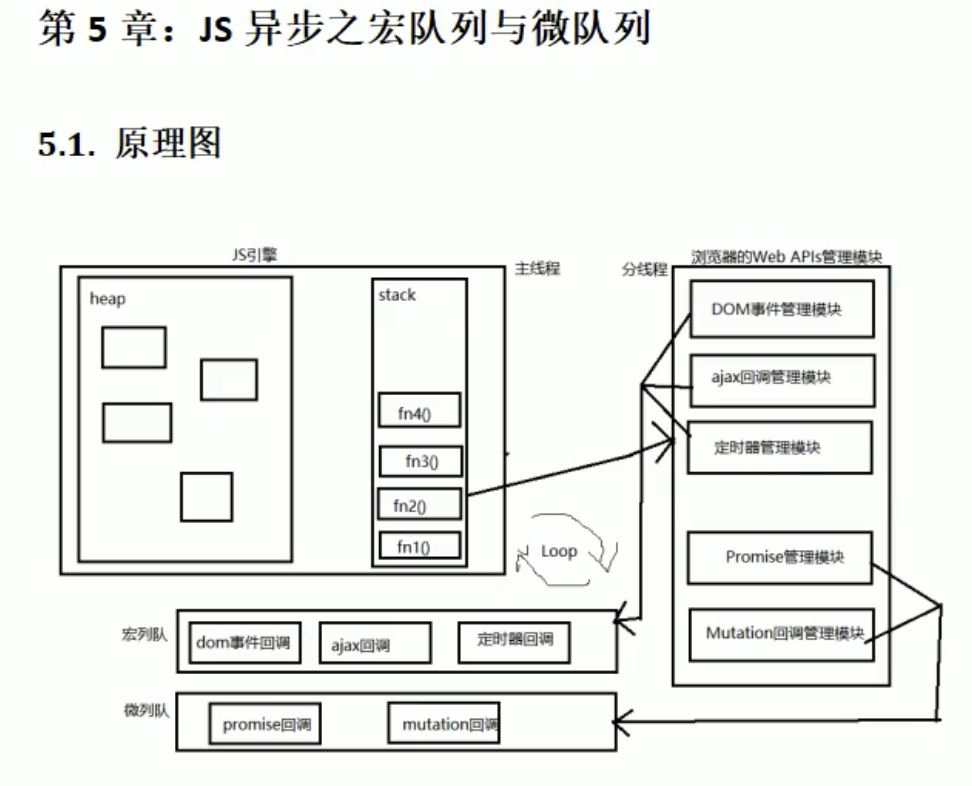 第 5 章：JS 异步之宏队列与微队列
5.1. 原理图
JS引擎
主线程
分线程
浏览器的Web APIs管理模块
heap
stack
fn4()
fn3()
fn2()
fn1()
Loop
DOM事件管理模块
ajax回调管理模块
定时器管理模块
Promise管理模块
Mutation回调管理模块
宏列队
dom事件回调
ajax回调
定时器回调
微列队
promise回调
mutation回调